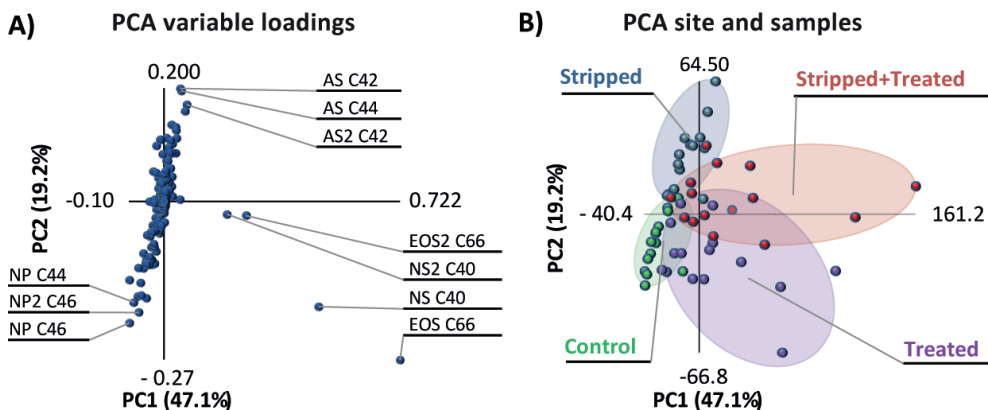 A)
PCA variable loadings
0.200
AS C42
AS C44
AS2 C42
-0.10
0.722
PC2 (19.2%)
EOS2 C66
NS2 C40
NS C40
EOS C66
NP C44
NP2 C46
NP C46
- 0.27
PC1 (47.1%)
B)
PCA site and samples
64.50
Stripped
Stripped+Treated
- 40.4
161.2
PC2 (19.2%)
Control
Treated
-66.8
PC1 (47.1%)